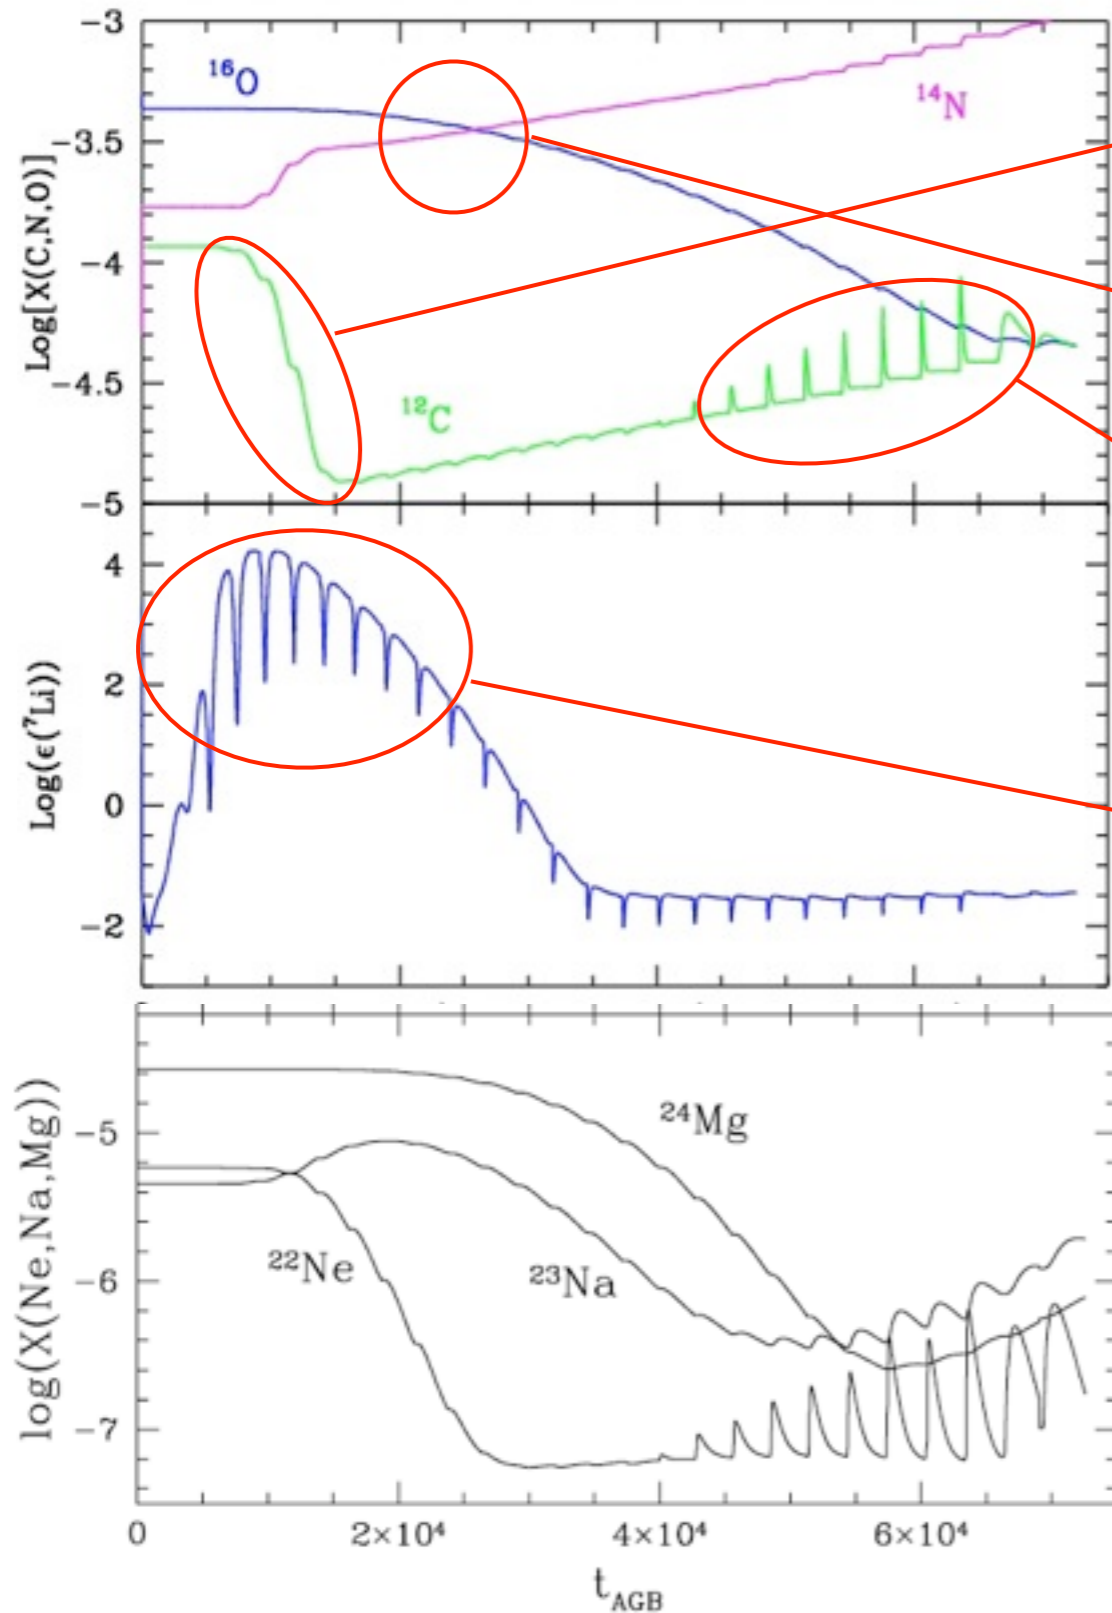 -3
¹⁶O
¹⁴N
-3.5
Log[X(C,N,O)]
-4
-4.5
¹²C
-5
4
2
Log(ϵ(⁷Li))
0
-2
²⁴Mg
-5
log(X(Ne,Na,Mg))
²²Ne
²³Na
-6
-7
0 2×10⁴ 4×10⁴ 6×10⁴
t_AGB